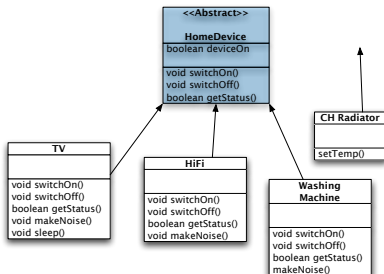 <<Abstract>>
HomeDevice
boolean deviceOn
void switchOn()
void switchOff()
boolean getStatus()
CH Radiator
setTemp()
TV
void switchOn()
void switchOff()
boolean getStatus()
void makeNoise()
void sleep()
HiFi
void switchOn()
void switchOff()
boolean getStatus()
void makeNoise()
Washing
Machine
void switchOn()
void switchOff()
boolean getStatus()
makeNoise()